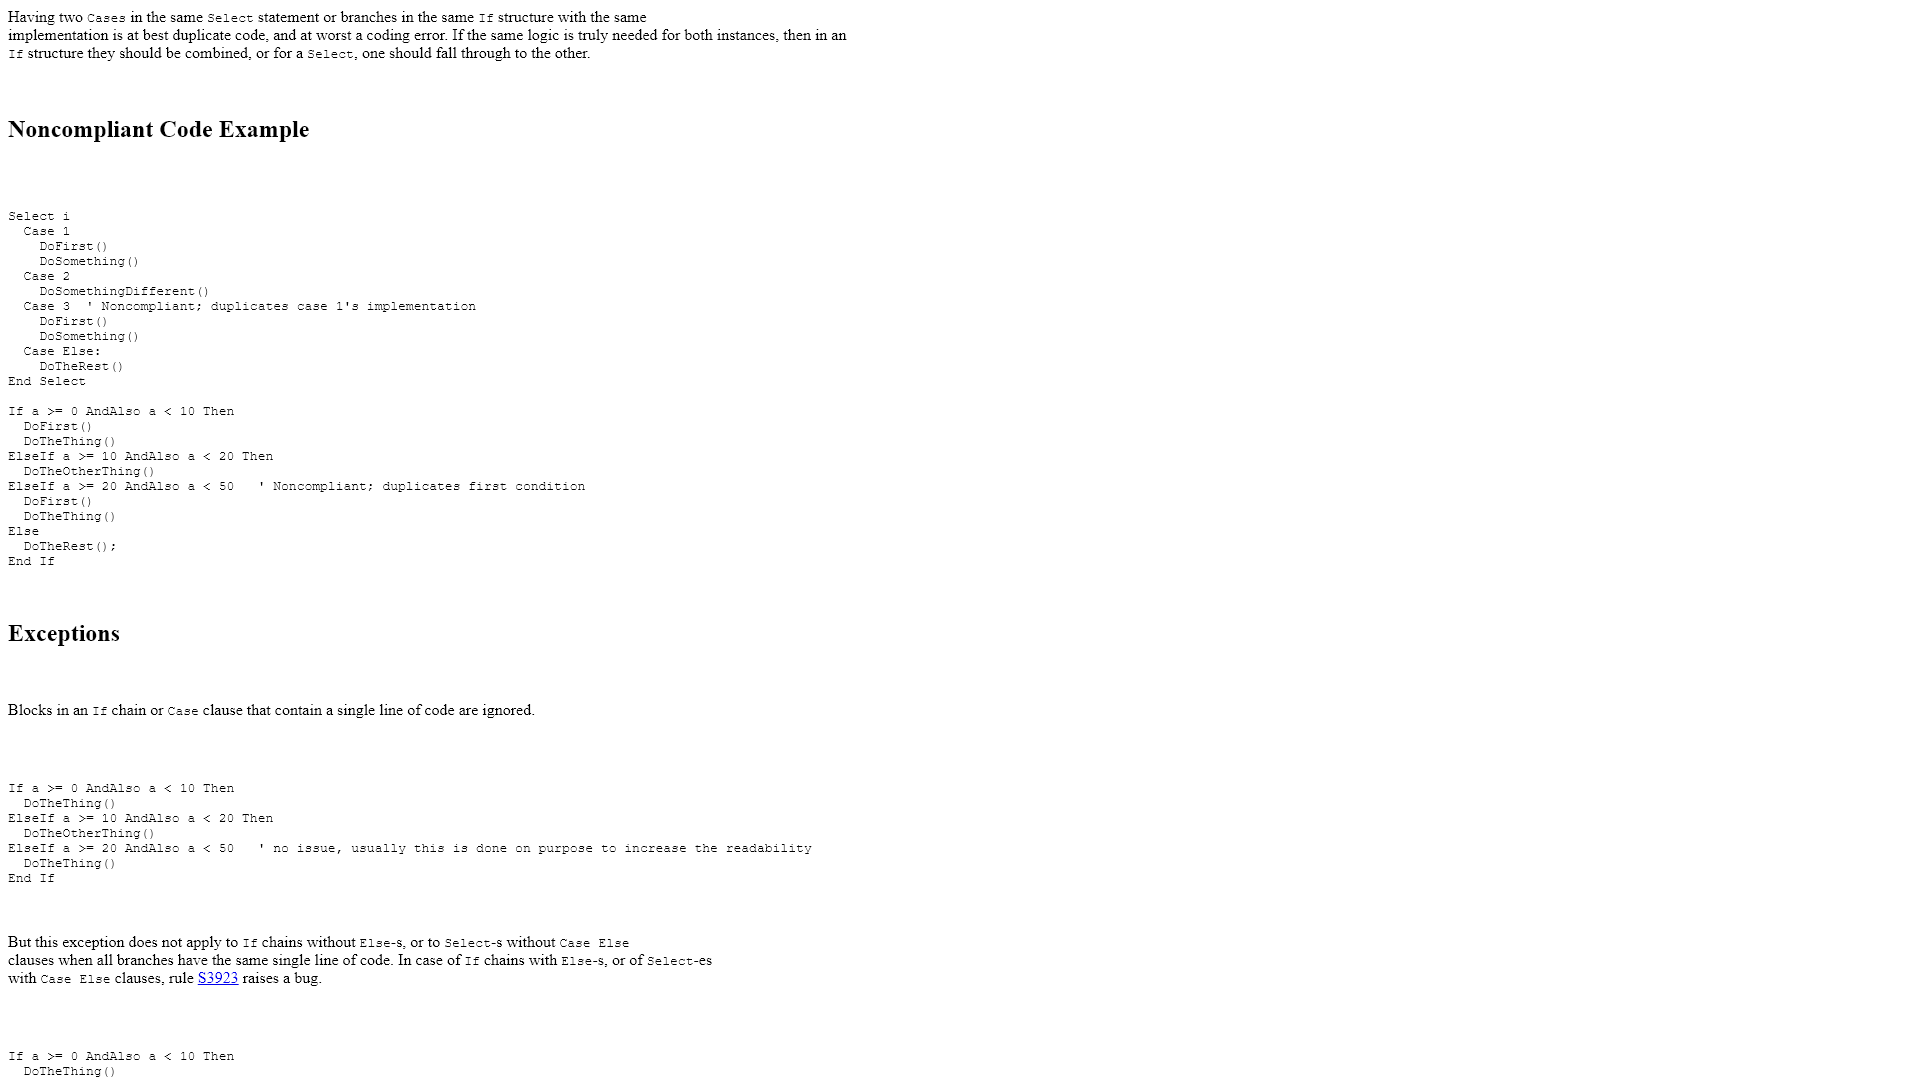 Having two Cases in the same Select statement or branches in the same If structure with the same
implementation is at best duplicate code, and at worst a coding error. If the same logic is truly needed for both instances, then in an
If structure they should be combined, or for a Select, one should fall through to the other.
Noncompliant Code Example
Select i
  Case 1
    DoFirst()
    DoSomething()
  Case 2
    DoSomethingDifferent()
  Case 3  ' Noncompliant; duplicates case 1's implementation
    DoFirst()
    DoSomething()
  Case Else:
    DoTheRest()
End Select
If a >= 0 AndAlso a < 10 Then
  DoFirst()
  DoTheThing()
ElseIf a >= 10 AndAlso a < 20 Then
  DoTheOtherThing()
ElseIf a >= 20 AndAlso a < 50   ' Noncompliant; duplicates first condition
  DoFirst()
  DoTheThing()
Else
  DoTheRest();
End If
Exceptions
Blocks in an If chain or Case clause that contain a single line of code are ignored.
If a >= 0 AndAlso a < 10 Then
  DoTheThing()
ElseIf a >= 10 AndAlso a < 20 Then
  DoTheOtherThing()
ElseIf a >= 20 AndAlso a < 50   ' no issue, usually this is done on purpose to increase the readability
  DoTheThing()
End If
But this exception does not apply to If chains without Else-s, or to Select-s without Case Else
clauses when all branches have the same single line of code. In case of If chains with Else-s, or of Select-es
with Case Else clauses, rule S3923 raises a bug.
If a >= 0 AndAlso a < 10 Then
  DoTheThing()